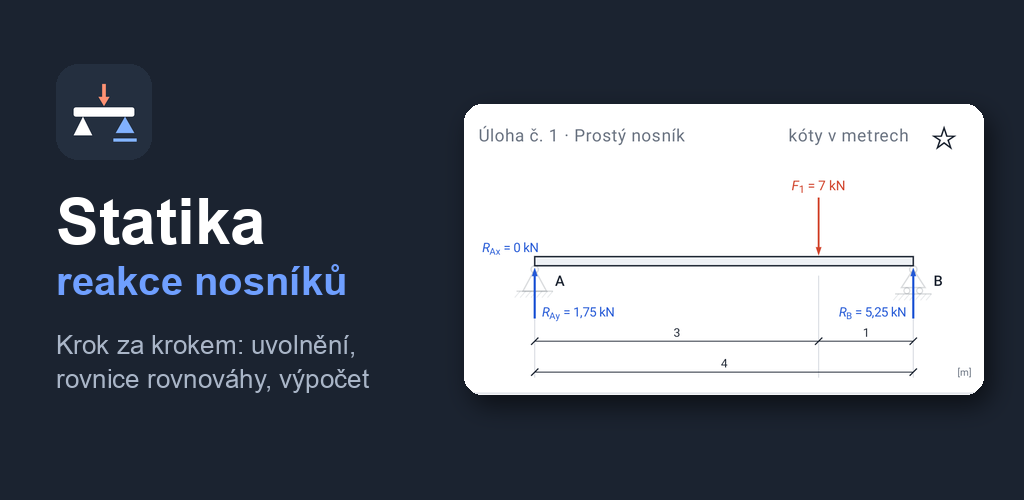 Statika
reakce nosníků
Krok za krokem: uvolnění,
rovnice rovnováhy, výpočet
Úloha č. 1 · Prostý nosník
kóty v metrech
F1 = 7 kN
RAx = 0 kN
A
B
RAy = 1,75 kN
RB = 5,25 kN
3
1
4
[m]